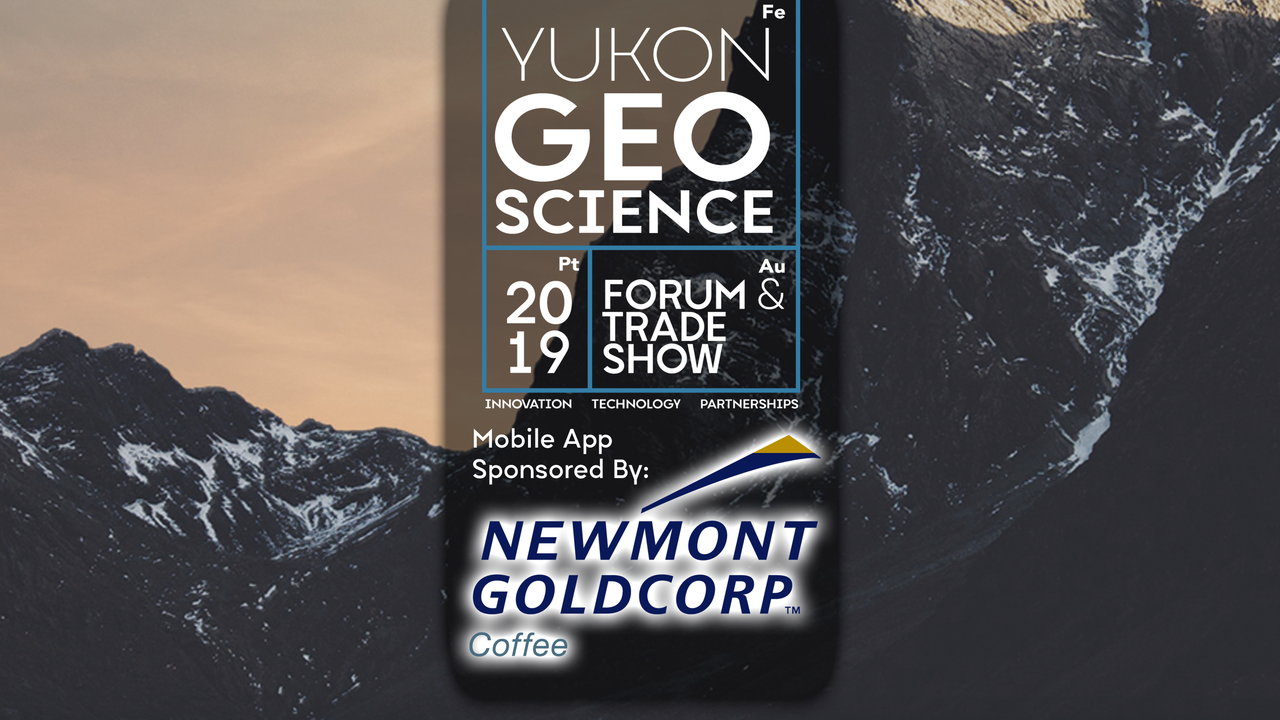 Fe
YUKON
GEO
SCIENCE
Pt
20
19
Au
FORUM &
TRADE
SHOW
INNOVATION TECHNOLOGY PARTNERSHIPS
Mobile App
Sponsored By:
NEWMONT
GOLDCORP™
Coffee